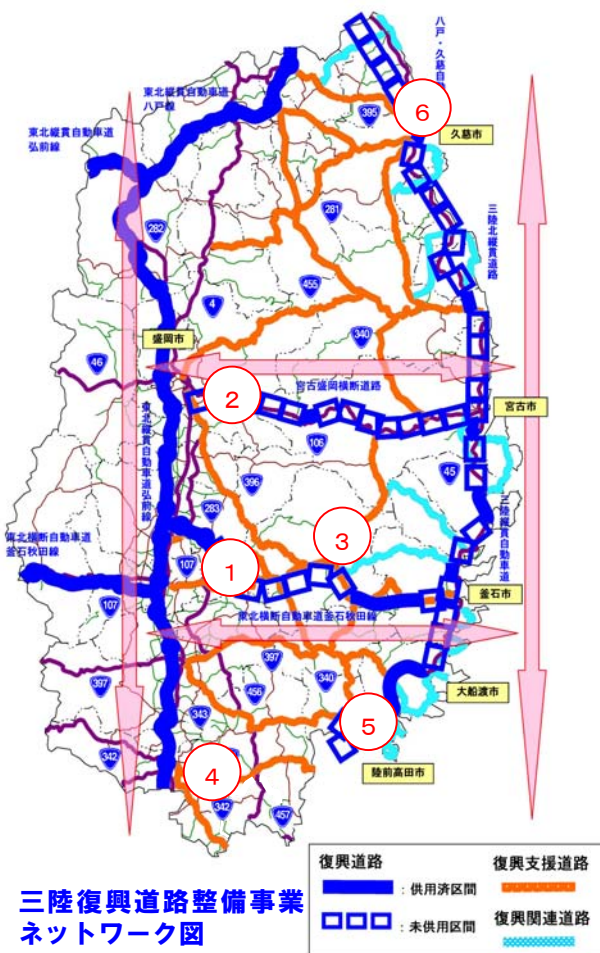 八戸・久慈自
東北縦貫自動車道
八戸線
6
395
久慈市
東北縦貫自動車道
弘前線
三陸北縦貫道路
281
282
455
4
340
盛岡市
46
宮古盛岡横断道路
2
宮古市
106
東北縦貫自動車道弘前線
45
396
283
三陸縦貫自動車道
3
東北横断自動車道
釜石秋田線
107
1
釜石市
107
東北横断自動車道釜石秋田線
397
397
340
456
大船渡市
343
5
342
4
陸前高田市
342
457
復興道路
復興支援道路
：供用済区間
復興関連道路
：未供用区間
三陸復興道路整備事業
ネットワーク図